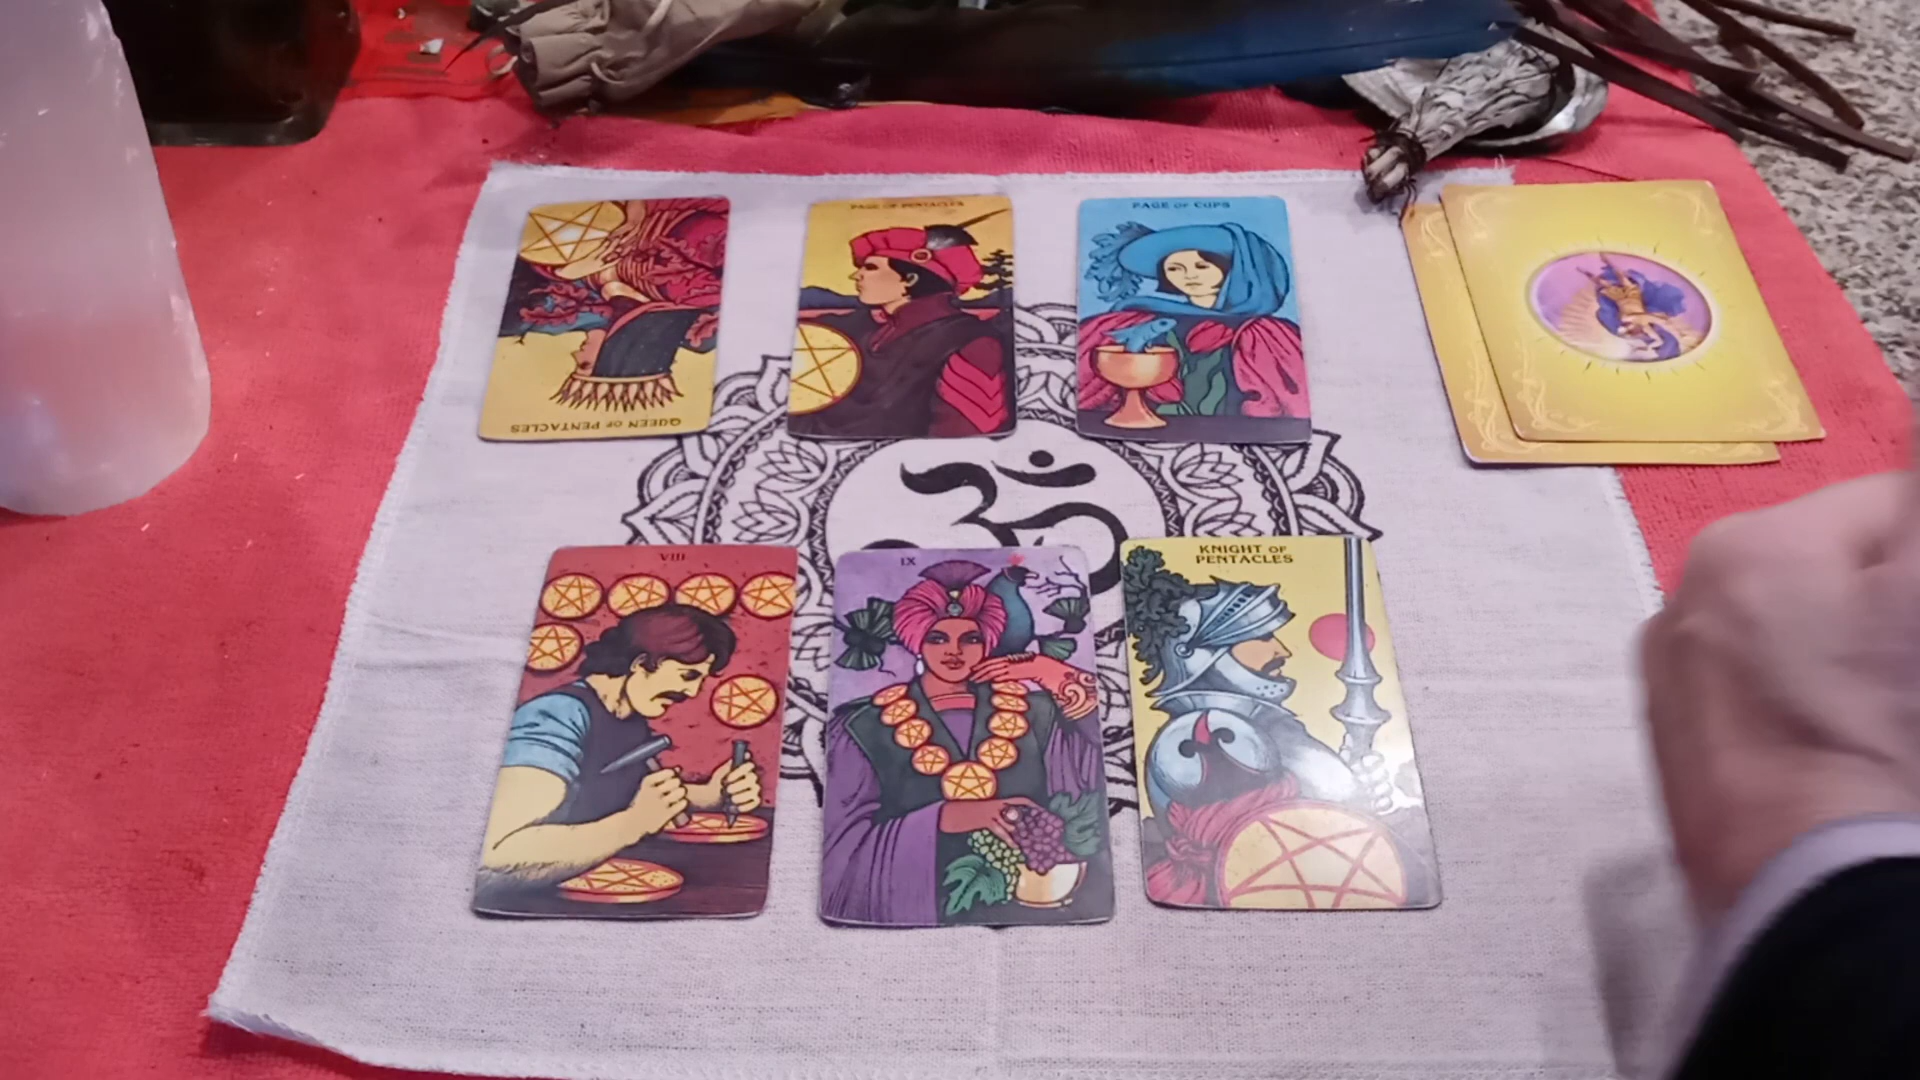 QUEEN OF PENTACLES
PAGE OF PENTACLES
PAGE OF CUPS
ॐ
VIII
IX
KNIGHT OF
PENTACLES